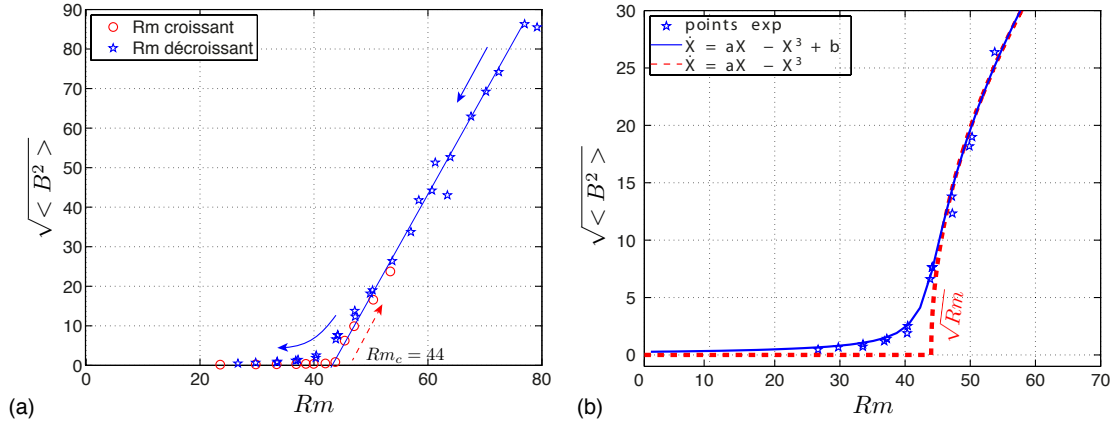 Rm croissant
Rm décroissant
90
80
70
60
50
40
30
20
10
0
√< B² >
Rm_c = 44
0 20 40 60 80
Rm
(a)
points exp
Ẋ = aX − X³ + b
Ẋ = aX − X³
30
25
20
15
10
5
0
√< B² >
√Rm
0 10 20 30 40 50 60 70
Rm
(b)